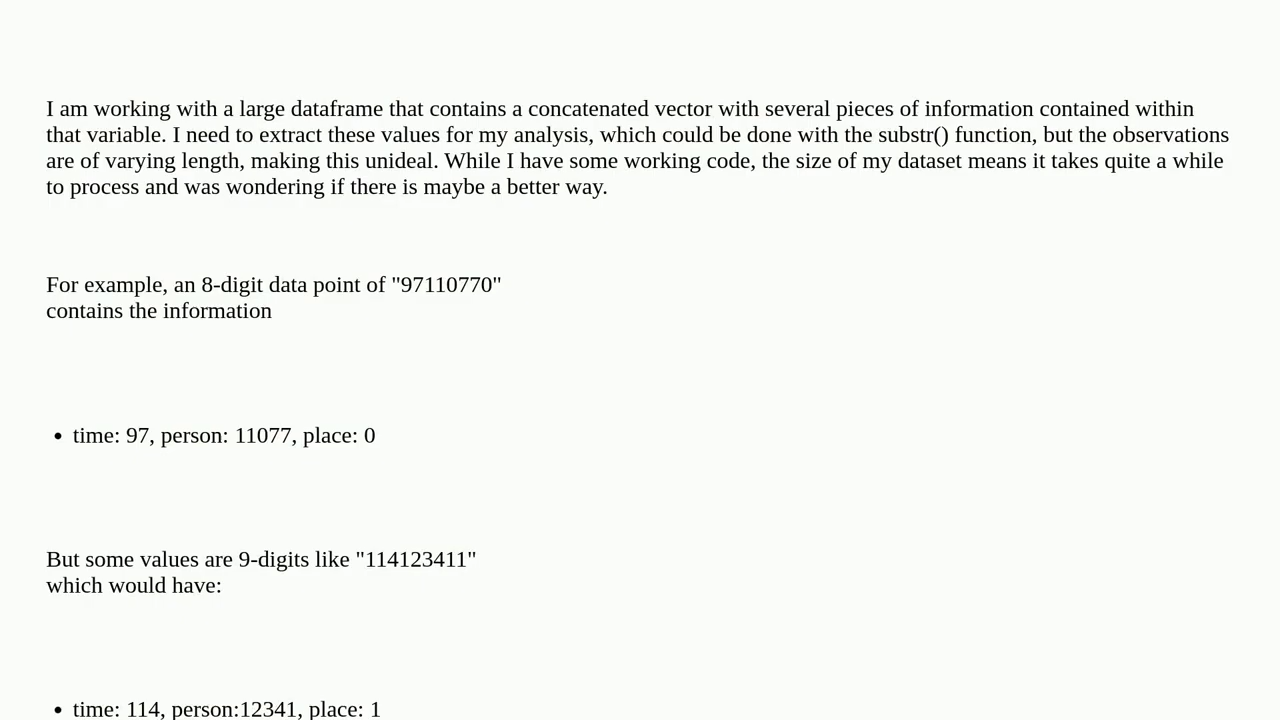 I am working with a large dataframe that contains a concatenated vector with several pieces of information contained within
that variable. I need to extract these values for my analysis, which could be done with the substr() function, but the observations
are of varying length, making this unideal. While I have some working code, the size of my dataset means it takes quite a while
to process and was wondering if there is maybe a better way.
For example, an 8-digit data point of "97110770"
contains the information
• time: 97, person: 11077, place: 0
But some values are 9-digits like "114123411"
which would have:
• time: 114, person:12341, place: 1